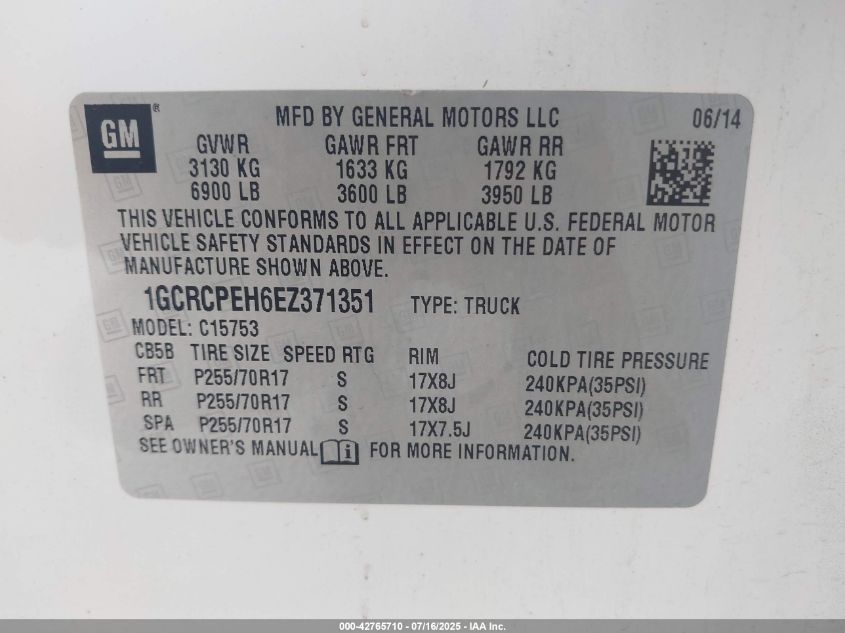 GM® MFD BY GENERAL MOTORS LLC 06/14
GVWR GAWR FRT GAWR RR
3130 KG 1633 KG 1792 KG
6900 LB 3600 LB 3950 LB
THIS VEHICLE CONFORMS TO ALL APPLICABLE U.S. FEDERAL MOTOR
VEHICLE SAFETY STANDARDS IN EFFECT ON THE DATE OF
MANUFACTURE SHOWN ABOVE.
1GCRCPEH6EZ371351 TYPE: TRUCK
MODEL: C15753
CB5B TIRE SIZE SPEED RTG RIM COLD TIRE PRESSURE
FRT P255/70R17 S 17X8J 240KPA(35PSI)
RR P255/70R17 S 17X8J 240KPA(35PSI)
SPA P255/70R17 S 17X7.5J 240KPA(35PSI)
SEE OWNER'S MANUAL i FOR MORE INFORMATION.
000-42765710 - 07/16/2025 - IAA Inc.